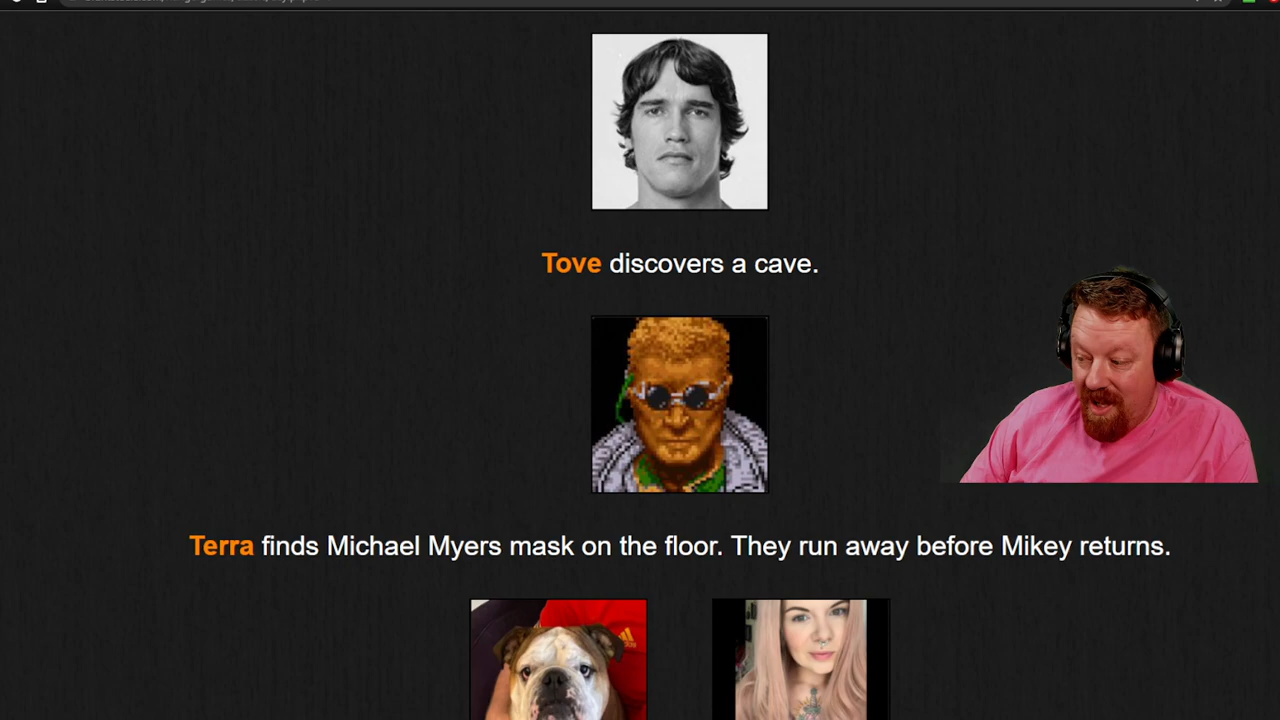 Tove discovers a cave.
Terra finds Michael Myers mask on the floor. They run away before Mikey returns.